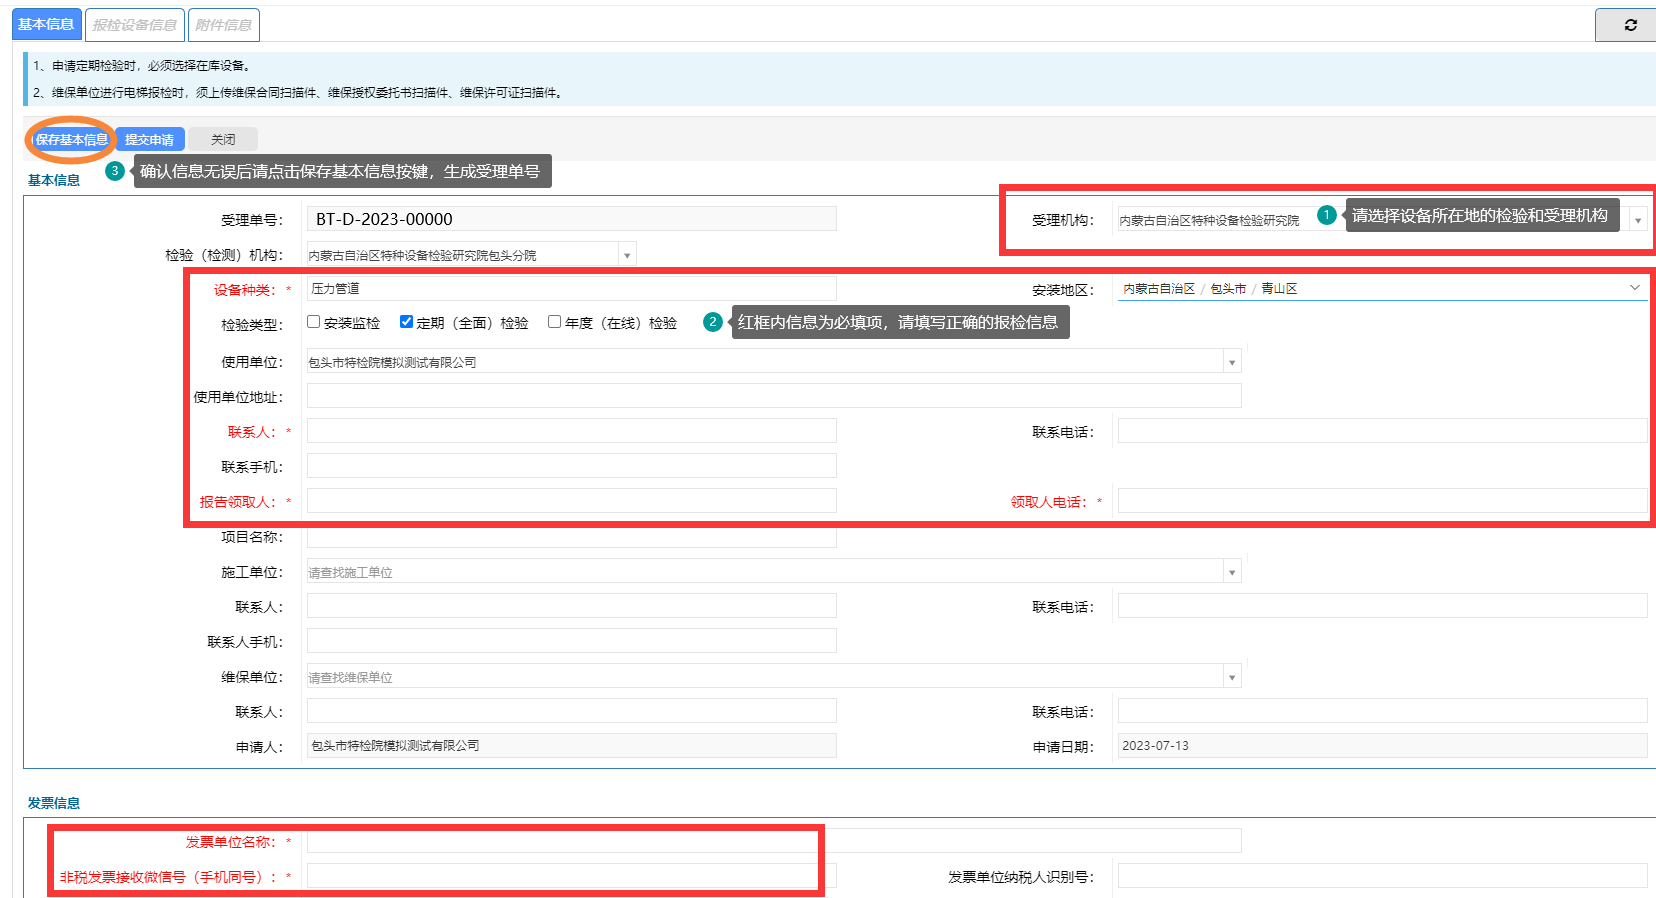 基本信息 报检设备信息 附件信息
1、申请定期检验时，必须选择在库设备。
2、维保单位进行电梯报检时，须上传维保合同扫描件、维保授权委托书扫描件、维保许可证扫描件。
保存基本信息 提交申请 关闭
3 确认信息无误后请点击保存基本信息按键，生成受理单号
基本信息
受理单号： BT-D-2023-00000 受理机构： 内蒙古自治区特种设备检验研究院 1 请选择设备所在地的检验和受理机构
检验（检测）机构： 内蒙古自治区特种设备检验研究院包头分院
设备种类： * 压力管道 安装地区： 内蒙古自治区 / 包头市 / 青山区
检验类型： 安装监检 定期（全面）检验 年度（在线）检验 2 红框内信息为必填项，请填写正确的报检信息
使用单位： 包头市特检院模拟测试有限公司
使用单位地址：
联系人： * 联系电话：
联系手机：
报告领取人： * 领取人电话： *
项目名称：
施工单位： 请查找施工单位
联系人： 联系电话：
联系人手机：
维保单位： 请查找维保单位
联系人： 联系电话：
申请人： 包头市特检院模拟测试有限公司 申请日期： 2023-07-13
发票信息
发票单位名称： *
非税发票接收微信号（手机同号）： * 发票单位纳税人识别号：